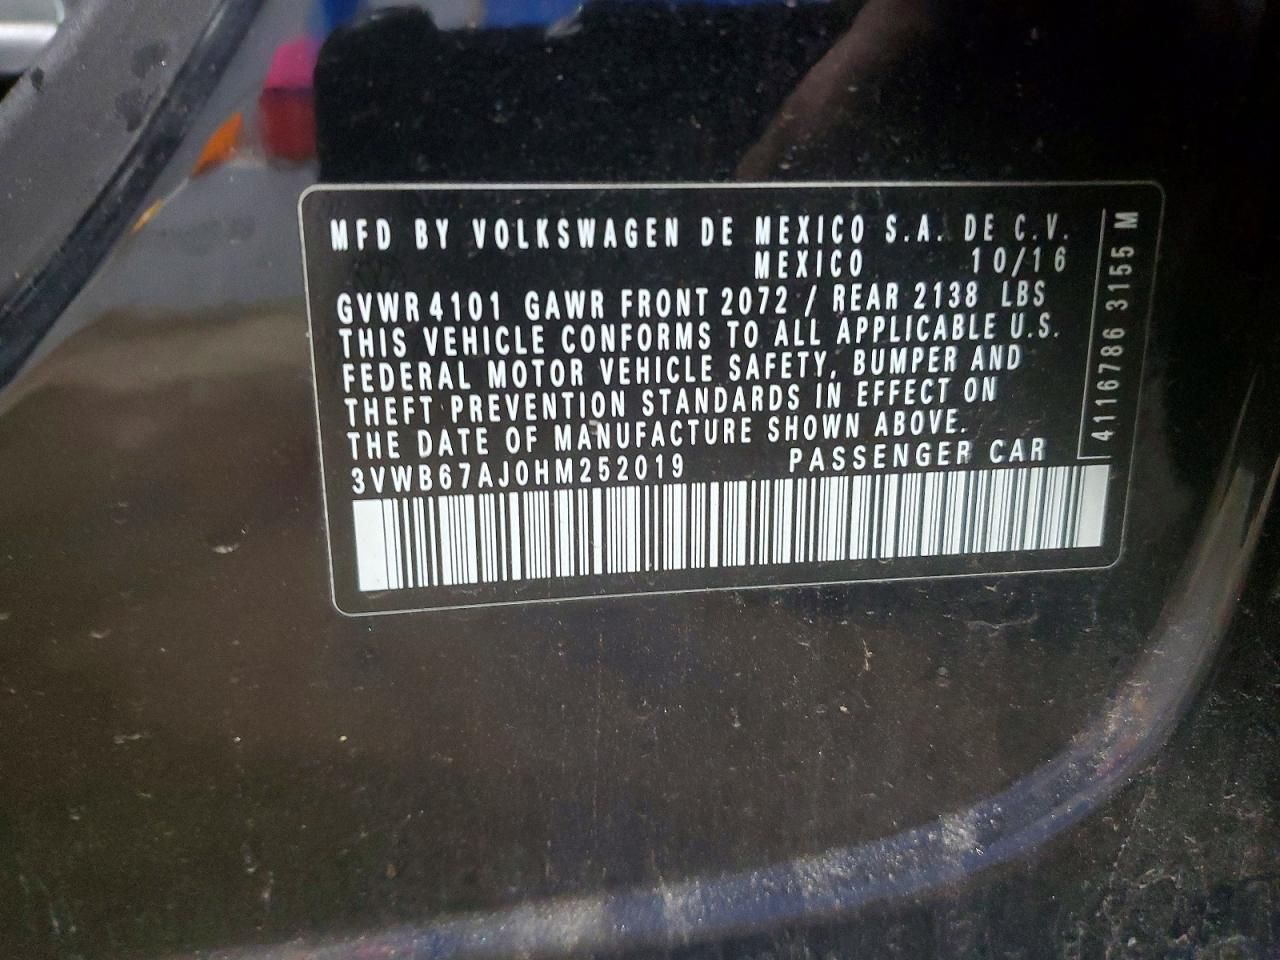 MFD BY VOLKSWAGEN DE MEXICO S.A. DE C.V.
MEXICO 10/16
GVWR 4101 GAWR FRONT 2072 / REAR 2138 LBS
THIS VEHICLE CONFORMS TO ALL APPLICABLE U.S.
FEDERAL MOTOR VEHICLE SAFETY, BUMPER AND
THEFT PREVENTION STANDARDS IN EFFECT ON
THE DATE OF MANUFACTURE SHOWN ABOVE.
3VWB67AJ0HM252019 PASSENGER CAR
4116786 3155 M